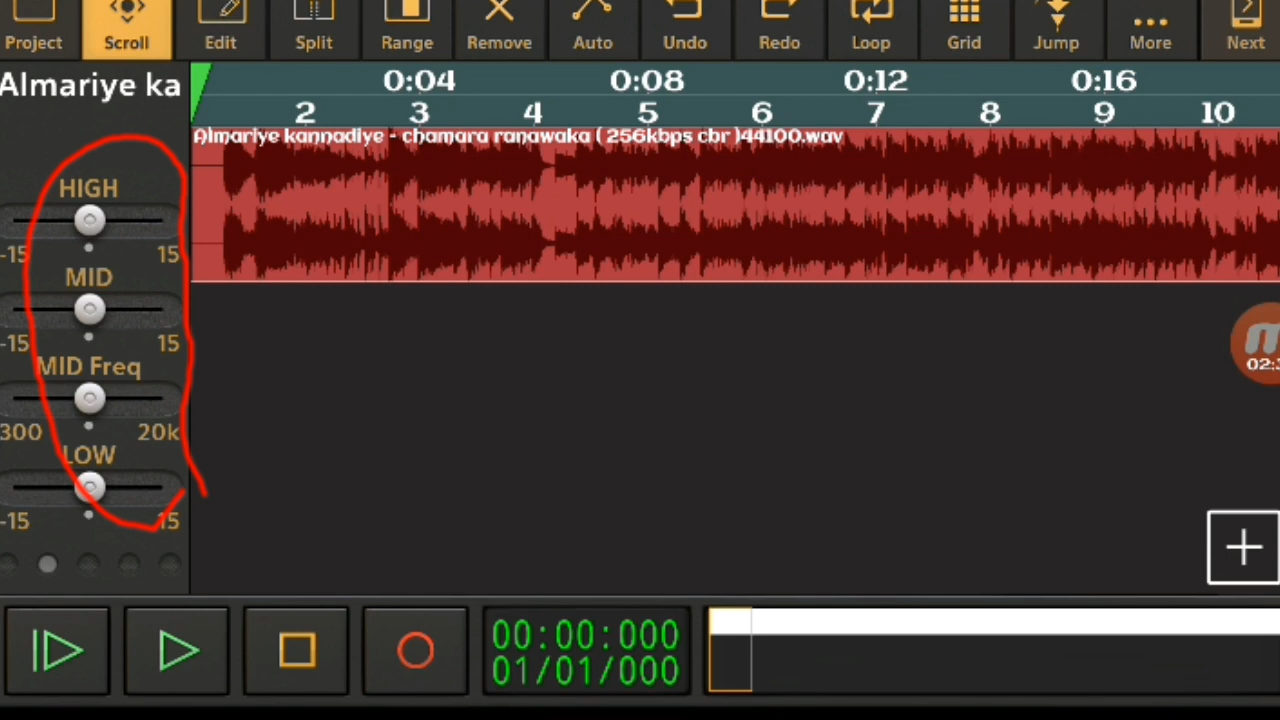 Project Scroll Edit Split Range Remove Auto Undo Redo Loop Grid Jump More Next
Almariye ka
0:04 0:08 0:12 0:16
2 3 4 5 6 7 8 9 10
Almariye kannadiye - chamara ranawaka ( 256kbps cbr )44100.wav
HIGH
-15 15
MID
-15 15
MID Freq
300 20k
LOW
-15 15
00:00:000
01/01/000